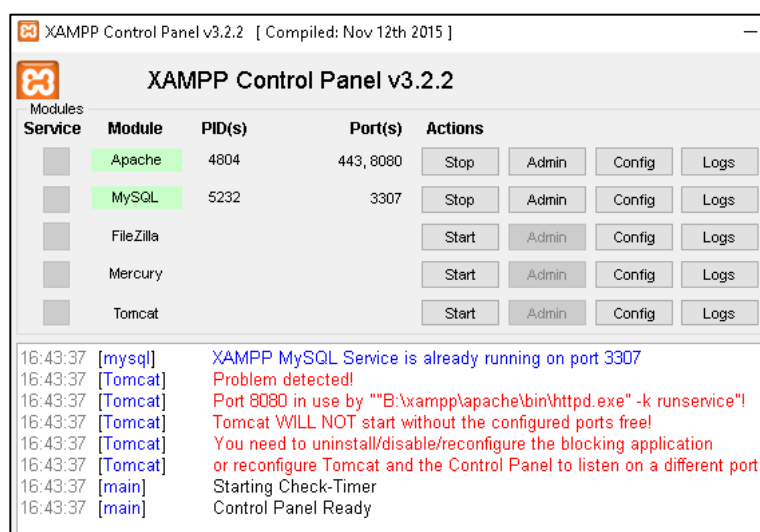 XAMPP Control Panel v3.2.2 [ Compiled: Nov 12th 2015 ]
XAMPP Control Panel v3.2.2
Modules
Service Module PID(s) Port(s) Actions
Apache 4804 443, 8080 Stop Admin Config Logs
MySQL 5232 3307 Stop Admin Config Logs
FileZilla Start Admin Config Logs
Mercury Start Admin Config Logs
Tomcat Start Admin Config Logs
16:43:37 [mysql] XAMPP MySQL Service is already running on port 3307
16:43:37 [Tomcat] Problem detected!
16:43:37 [Tomcat] Port 8080 in use by ""B:\xampp\apache\bin\httpd.exe" -k runservice"!
16:43:37 [Tomcat] Tomcat WILL NOT start without the configured ports free!
16:43:37 [Tomcat] You need to uninstall/disable/reconfigure the blocking application
16:43:37 [Tomcat] or reconfigure Tomcat and the Control Panel to listen on a different port
16:43:37 [main] Starting Check-Timer
16:43:37 [main] Control Panel Ready